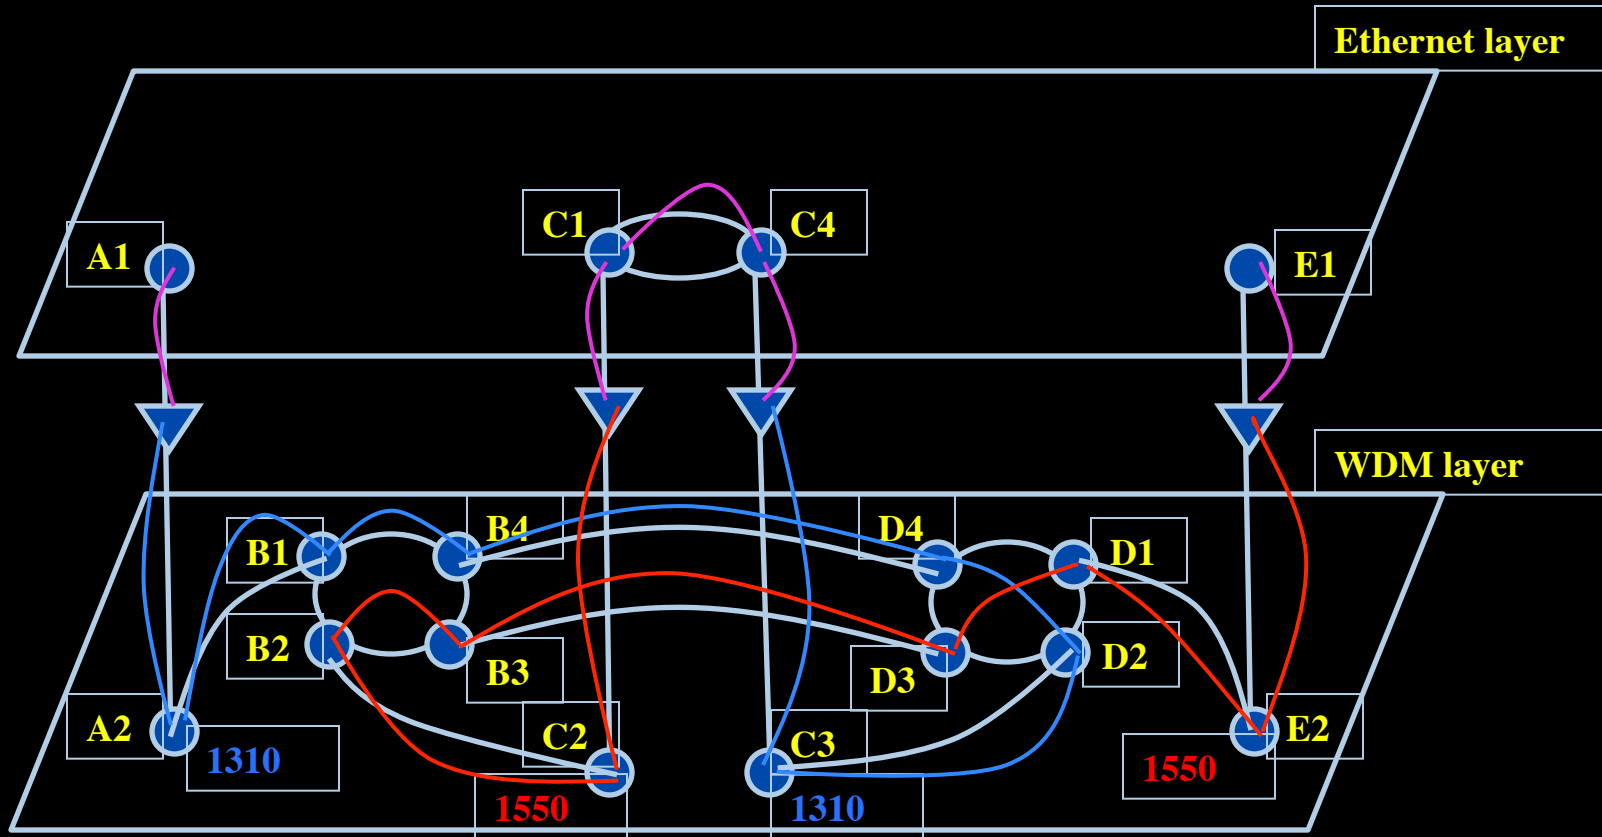 Ethernet layer
C1
C4
A1
E1
WDM layer
B4
D4
B1
D1
B2
B3
D3
D2
A2
C2
C3
E2
1310
1550
1550
1310